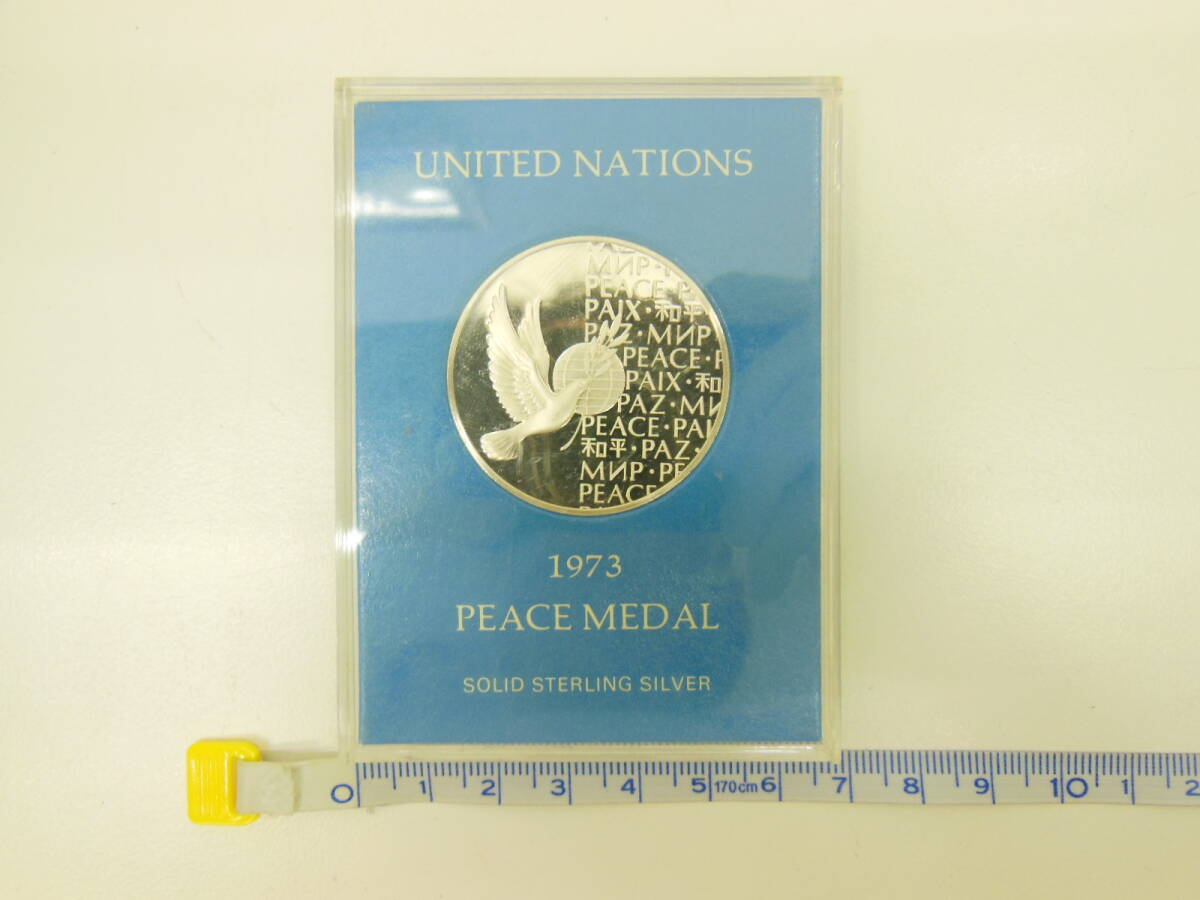 UNITED NATIONS
МИР
PEACE
PAIX · 和平
PAZ · МИР
PEACE
PAIX · 和
PAZ · МИ
PEACE · PAI
和平 · PAZ ·
МИР · PE
PEACE
1973
PEACE MEDAL
SOLID STERLING SILVER
0 1 2 3 4 5 170cm 6 7 8 9 10 1 2